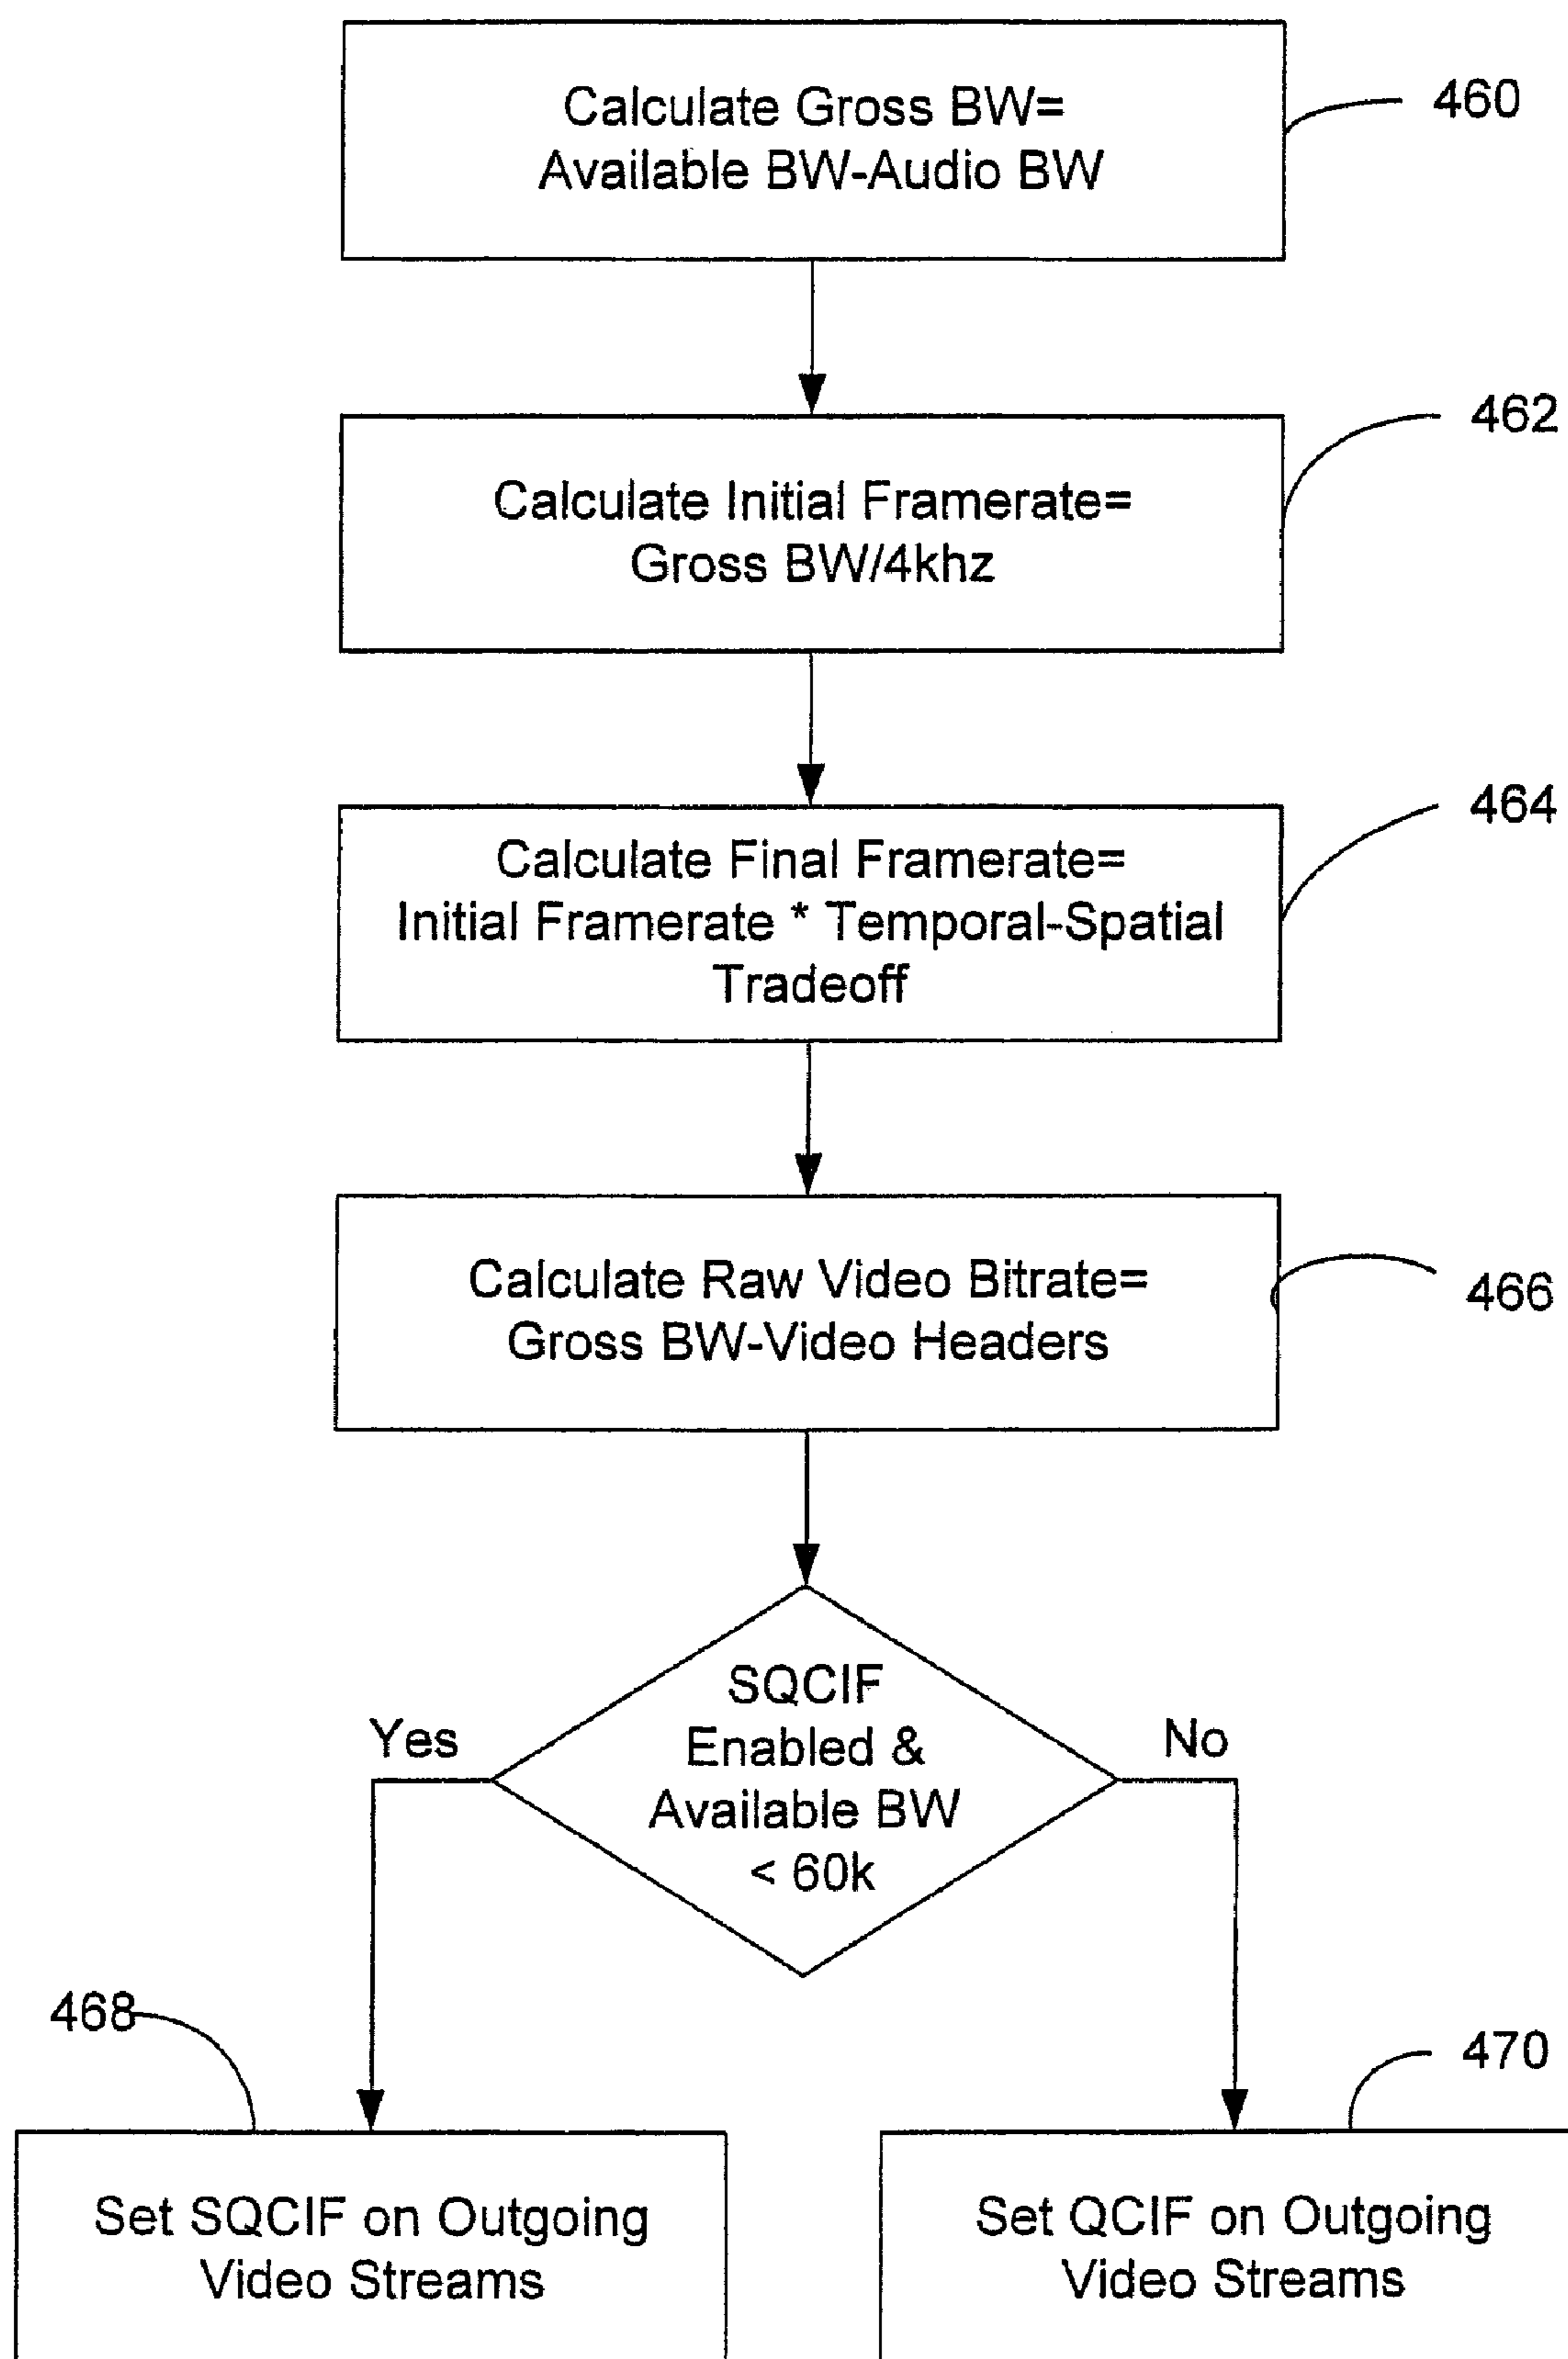 Calculate Gross BW=
Available BW-Audio BW
460
Calculate Initial Framerate=
Gross BW/4khz
462
Calculate Final Framerate=
Initial Framerate * Temporal-Spatial
Tradeoff
464
Calculate Raw Video Bitrate=
Gross BW-Video Headers
466
SQCIF
Enabled &
Available BW
< 60k
Yes
No
468
470
Set SQCIF on Outgoing
Video Streams
Set QCIF on Outgoing
Video Streams